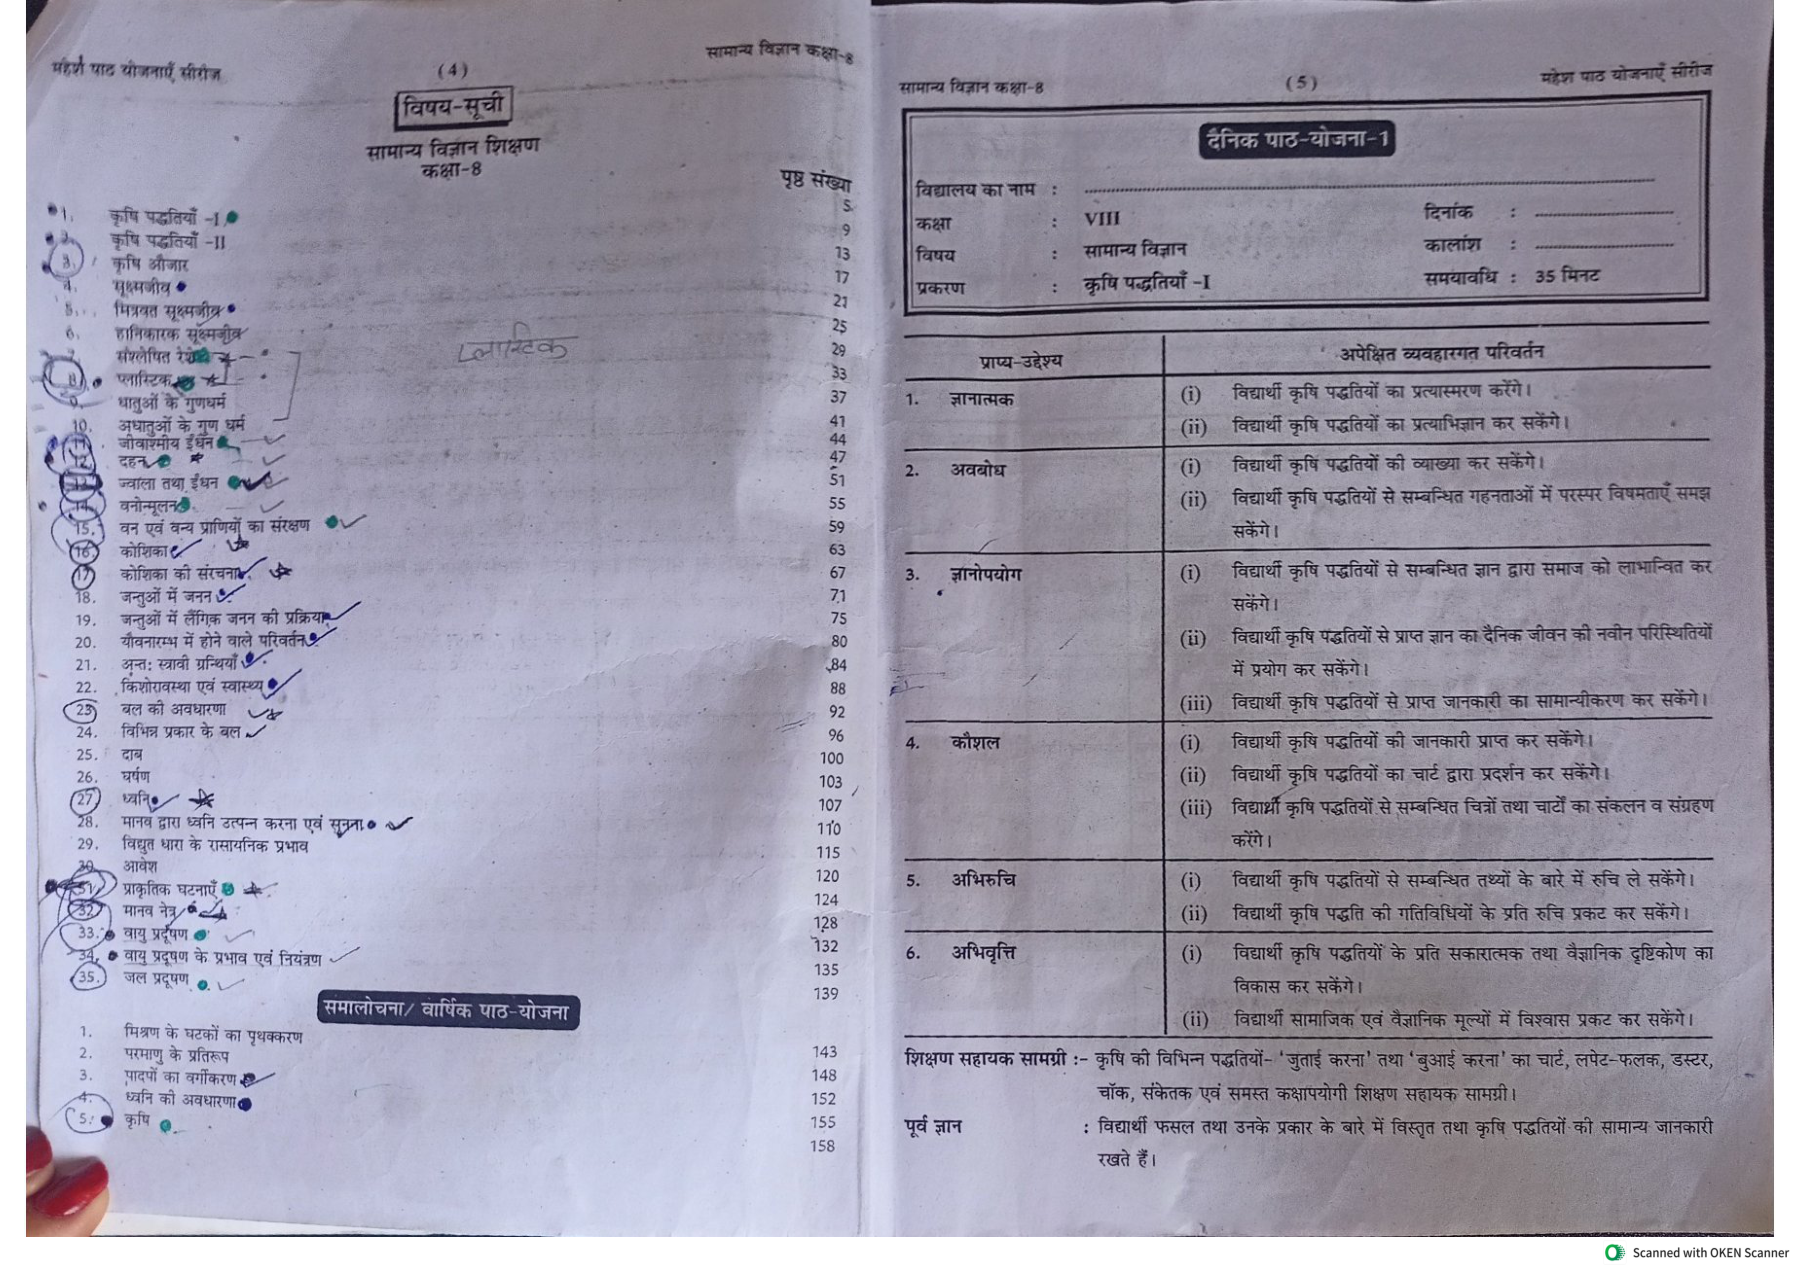 महेश पाठ योजनाएँ सीरीज (4) सामान्य विज्ञान कक्षा-8
विषय-सूची
सामान्य विज्ञान शिक्षण
कक्षा-8
पृष्ठ संख्या
1. कृषि पद्धतियाँ -I 5
2. कृषि पद्धतियाँ -II 9
3. कृषि औजार 13
4. सूक्ष्मजीव 17
5. मित्रवत सूक्ष्मजीव 21
6. हानिकारक सूक्ष्मजीव 25
7. संश्लेषित रेशे 29
8. प्लास्टिक 33
प्लास्टिक
9. धातुओं के गुणधर्म 37
10. अधातुओं के गुण धर्म 41
11. जीवाश्मीय ईंधन 44
12. दहन 47
13. ज्वाला तथा ईंधन 51
14. वनोन्मूलन 55
15. वन एवं वन्य प्राणियों का संरक्षण 59
16. कोशिका 63
17. कोशिका की संरचना 67
18. जन्तुओं में जनन 71
19. जन्तुओं में लैंगिक जनन की प्रक्रिया 75
20. यौवनारम्भ में होने वाले परिवर्तन 80
21. अन्तः स्त्रावी ग्रन्थियाँ 84
22. किशोरावस्था एवं स्वास्थ्य 88
23. बल की अवधारणा 92
24. विभिन्न प्रकार के बल 96
25. दाब 100
26. घर्षण 103
27. ध्वनि 107
28. मानव द्वारा ध्वनि उत्पन्न करना एवं सुनना 110
29. विद्युत धारा के रासायनिक प्रभाव 115
30. आवेश 120
31. प्राकृतिक घटनाएँ 124
32. मानव नेत्र 128
33. वायु प्रदूषण 132
34. वायु प्रदूषण के प्रभाव एवं नियंत्रण 135
35. जल प्रदूषण 139
समालोचना/ वार्षिक पाठ-योजना
1. मिश्रण के घटकों का पृथक्करण 143
2. परमाणु के प्रतिरूप 148
3. पादपों का वर्गीकरण 152
4. ध्वनि की अवधारणा 155
5. कृषि 158
सामान्य विज्ञान कक्षा-8 (5) महेश पाठ योजनाएँ सीरीज
दैनिक पाठ-योजना-1
विद्यालय का नाम : ........................
कक्षा : VIII दिनांक : ............
विषय : सामान्य विज्ञान कालांश : ............
प्रकरण : कृषि पद्धतियाँ -I समयावधि : 35 मिनट
प्राप्य-उद्देश्य अपेक्षित व्यवहारगत परिवर्तन
1. ज्ञानात्मक (i) विद्यार्थी कृषि पद्धतियों का प्रत्यास्मरण करेंगे।
(ii) विद्यार्थी कृषि पद्धतियों का प्रत्याभिज्ञान कर सकेंगे।
2. अवबोध (i) विद्यार्थी कृषि पद्धतियों की व्याख्या कर सकेंगे।
(ii) विद्यार्थी कृषि पद्धतियों से सम्बन्धित गहनताओं में परस्पर विषमताएँ समझ
सकेंगे।
3. ज्ञानोपयोग (i) विद्यार्थी कृषि पद्धतियों से सम्बन्धित ज्ञान द्वारा समाज को लाभान्वित कर
सकेंगे।
(ii) विद्यार्थी कृषि पद्धतियों से प्राप्त ज्ञान का दैनिक जीवन की नवीन परिस्थितियों
में प्रयोग कर सकेंगे।
(iii) विद्यार्थी कृषि पद्धतियों से प्राप्त जानकारी का सामान्यीकरण कर सकेंगे।
4. कौशल (i) विद्यार्थी कृषि पद्धतियों की जानकारी प्राप्त कर सकेंगे।
(ii) विद्यार्थी कृषि पद्धतियों का चार्ट द्वारा प्रदर्शन कर सकेंगे।
(iii) विद्यार्थी कृषि पद्धतियों से सम्बन्धित चित्रों तथा चार्टों का संकलन व संग्रहण
करेंगे।
5. अभिरुचि (i) विद्यार्थी कृषि पद्धतियों से सम्बन्धित तथ्यों के बारे में रुचि ले सकेंगे।
(ii) विद्यार्थी कृषि पद्धति की गतिविधियों के प्रति रुचि प्रकट कर सकेंगे।
6. अभिवृत्ति (i) विद्यार्थी कृषि पद्धतियों के प्रति सकारात्मक तथा वैज्ञानिक दृष्टिकोण का
विकास कर सकेंगे।
(ii) विद्यार्थी सामाजिक एवं वैज्ञानिक मूल्यों में विश्वास प्रकट कर सकेंगे।
शिक्षण सहायक सामग्री :- कृषि की विभिन्न पद्धतियों- 'जुताई करना' तथा 'बुआई करना' का चार्ट, लपेट-फलक, डस्टर,
चॉक, संकेतक एवं समस्त कक्षापयोगी शिक्षण सहायक सामग्री।
पूर्व ज्ञान : विद्यार्थी फसल तथा उनके प्रकार के बारे में विस्तृत तथा कृषि पद्धतियों की सामान्य जानकारी
रखते हैं।
Scanned with OKEN Scanner